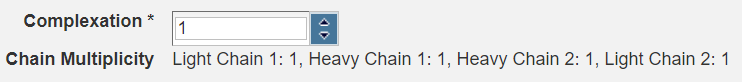 Complexation * 1
Chain Multiplicity Light Chain 1: 1, Heavy Chain 1: 1, Heavy Chain 2: 1, Light Chain 2: 1